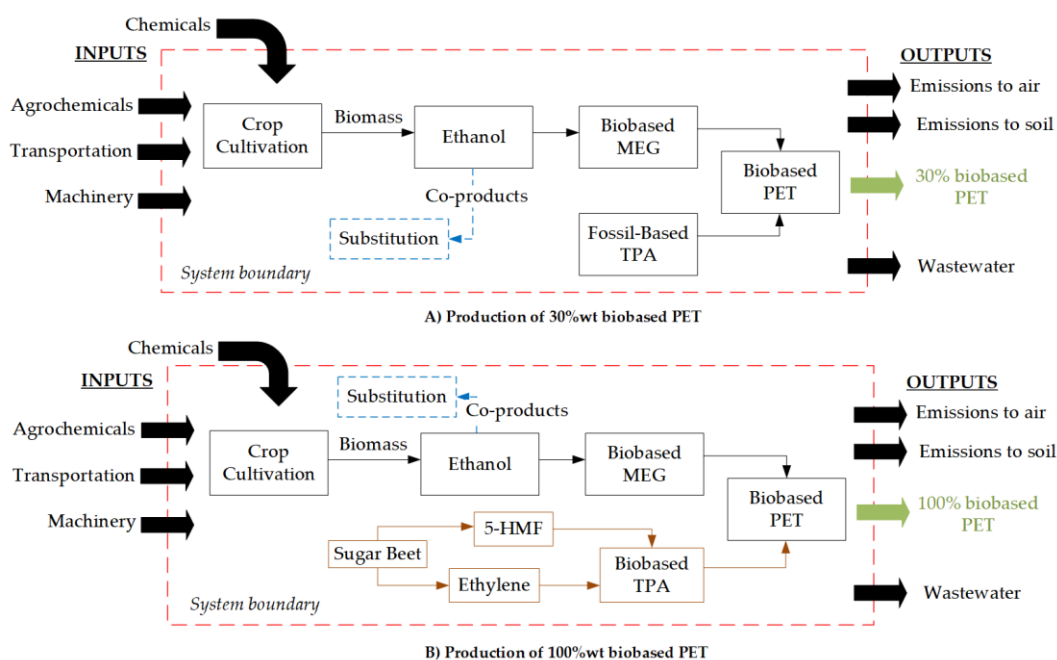 Chemicals
INPUTS
OUTPUTS
Agrochemicals
Transportation
Machinery
Crop
Cultivation
Biomass
Ethanol
Biobased
MEG
Biobased
PET
Co-products
Substitution
Fossil-Based
TPA
System boundary
Emissions to air
Emissions to soil
30% biobased
PET
Wastewater
A) Production of 30%wt biobased PET
Chemicals
INPUTS
OUTPUTS
Agrochemicals
Transportation
Machinery
Substitution
Co-products
Crop
Cultivation
Biomass
Ethanol
Biobased
MEG
Biobased
PET
5-HMF
Sugar Beet
Ethylene
Biobased
TPA
System boundary
Emissions to air
Emissions to soil
100% biobased
PET
Wastewater
B) Production of 100%wt biobased PET